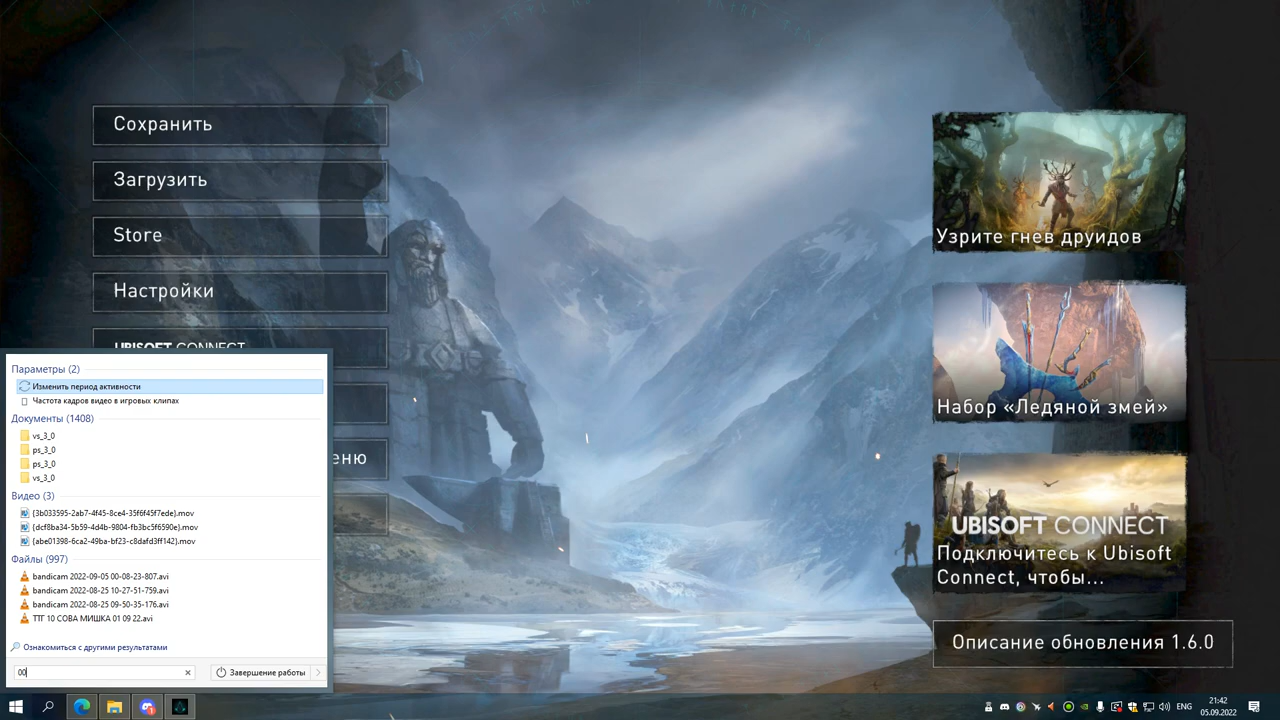 Сохранить
Загрузить
Store
Настройки
UBISOFT CONNECT
еню
Узрите гнев друидов
Набор «Ледяной змей»
UBISOFT CONNECT
Подключитесь к Ubisoft
Connect, чтобы...
Описание обновления 1.6.0
Параметры (2)
Изменить период активности
Частота кадров видео в игровых клипах
Документы (1408)
vs_3_0
ps_3_0
ps_3_0
vs_3_0
Видео (3)
{3b033595-2ab7-4f45-8ce4-35f6f45f7ede}.mov
{dcf8ba34-5b59-4d4b-9804-fb3bc5f6590e}.mov
{abe01398-6ca2-49ba-bf23-c8dafd3ff142}.mov
Файлы (997)
bandicam 2022-09-05 00-08-23-807.avi
bandicam 2022-08-25 10-27-51-759.avi
bandicam 2022-08-25 09-50-35-176.avi
ТТГ 10 СОВА МИШКА 01 09 22.avi
Ознакомиться с другими результатами
00
Завершение работы
ENG
21:42
05.09.2022